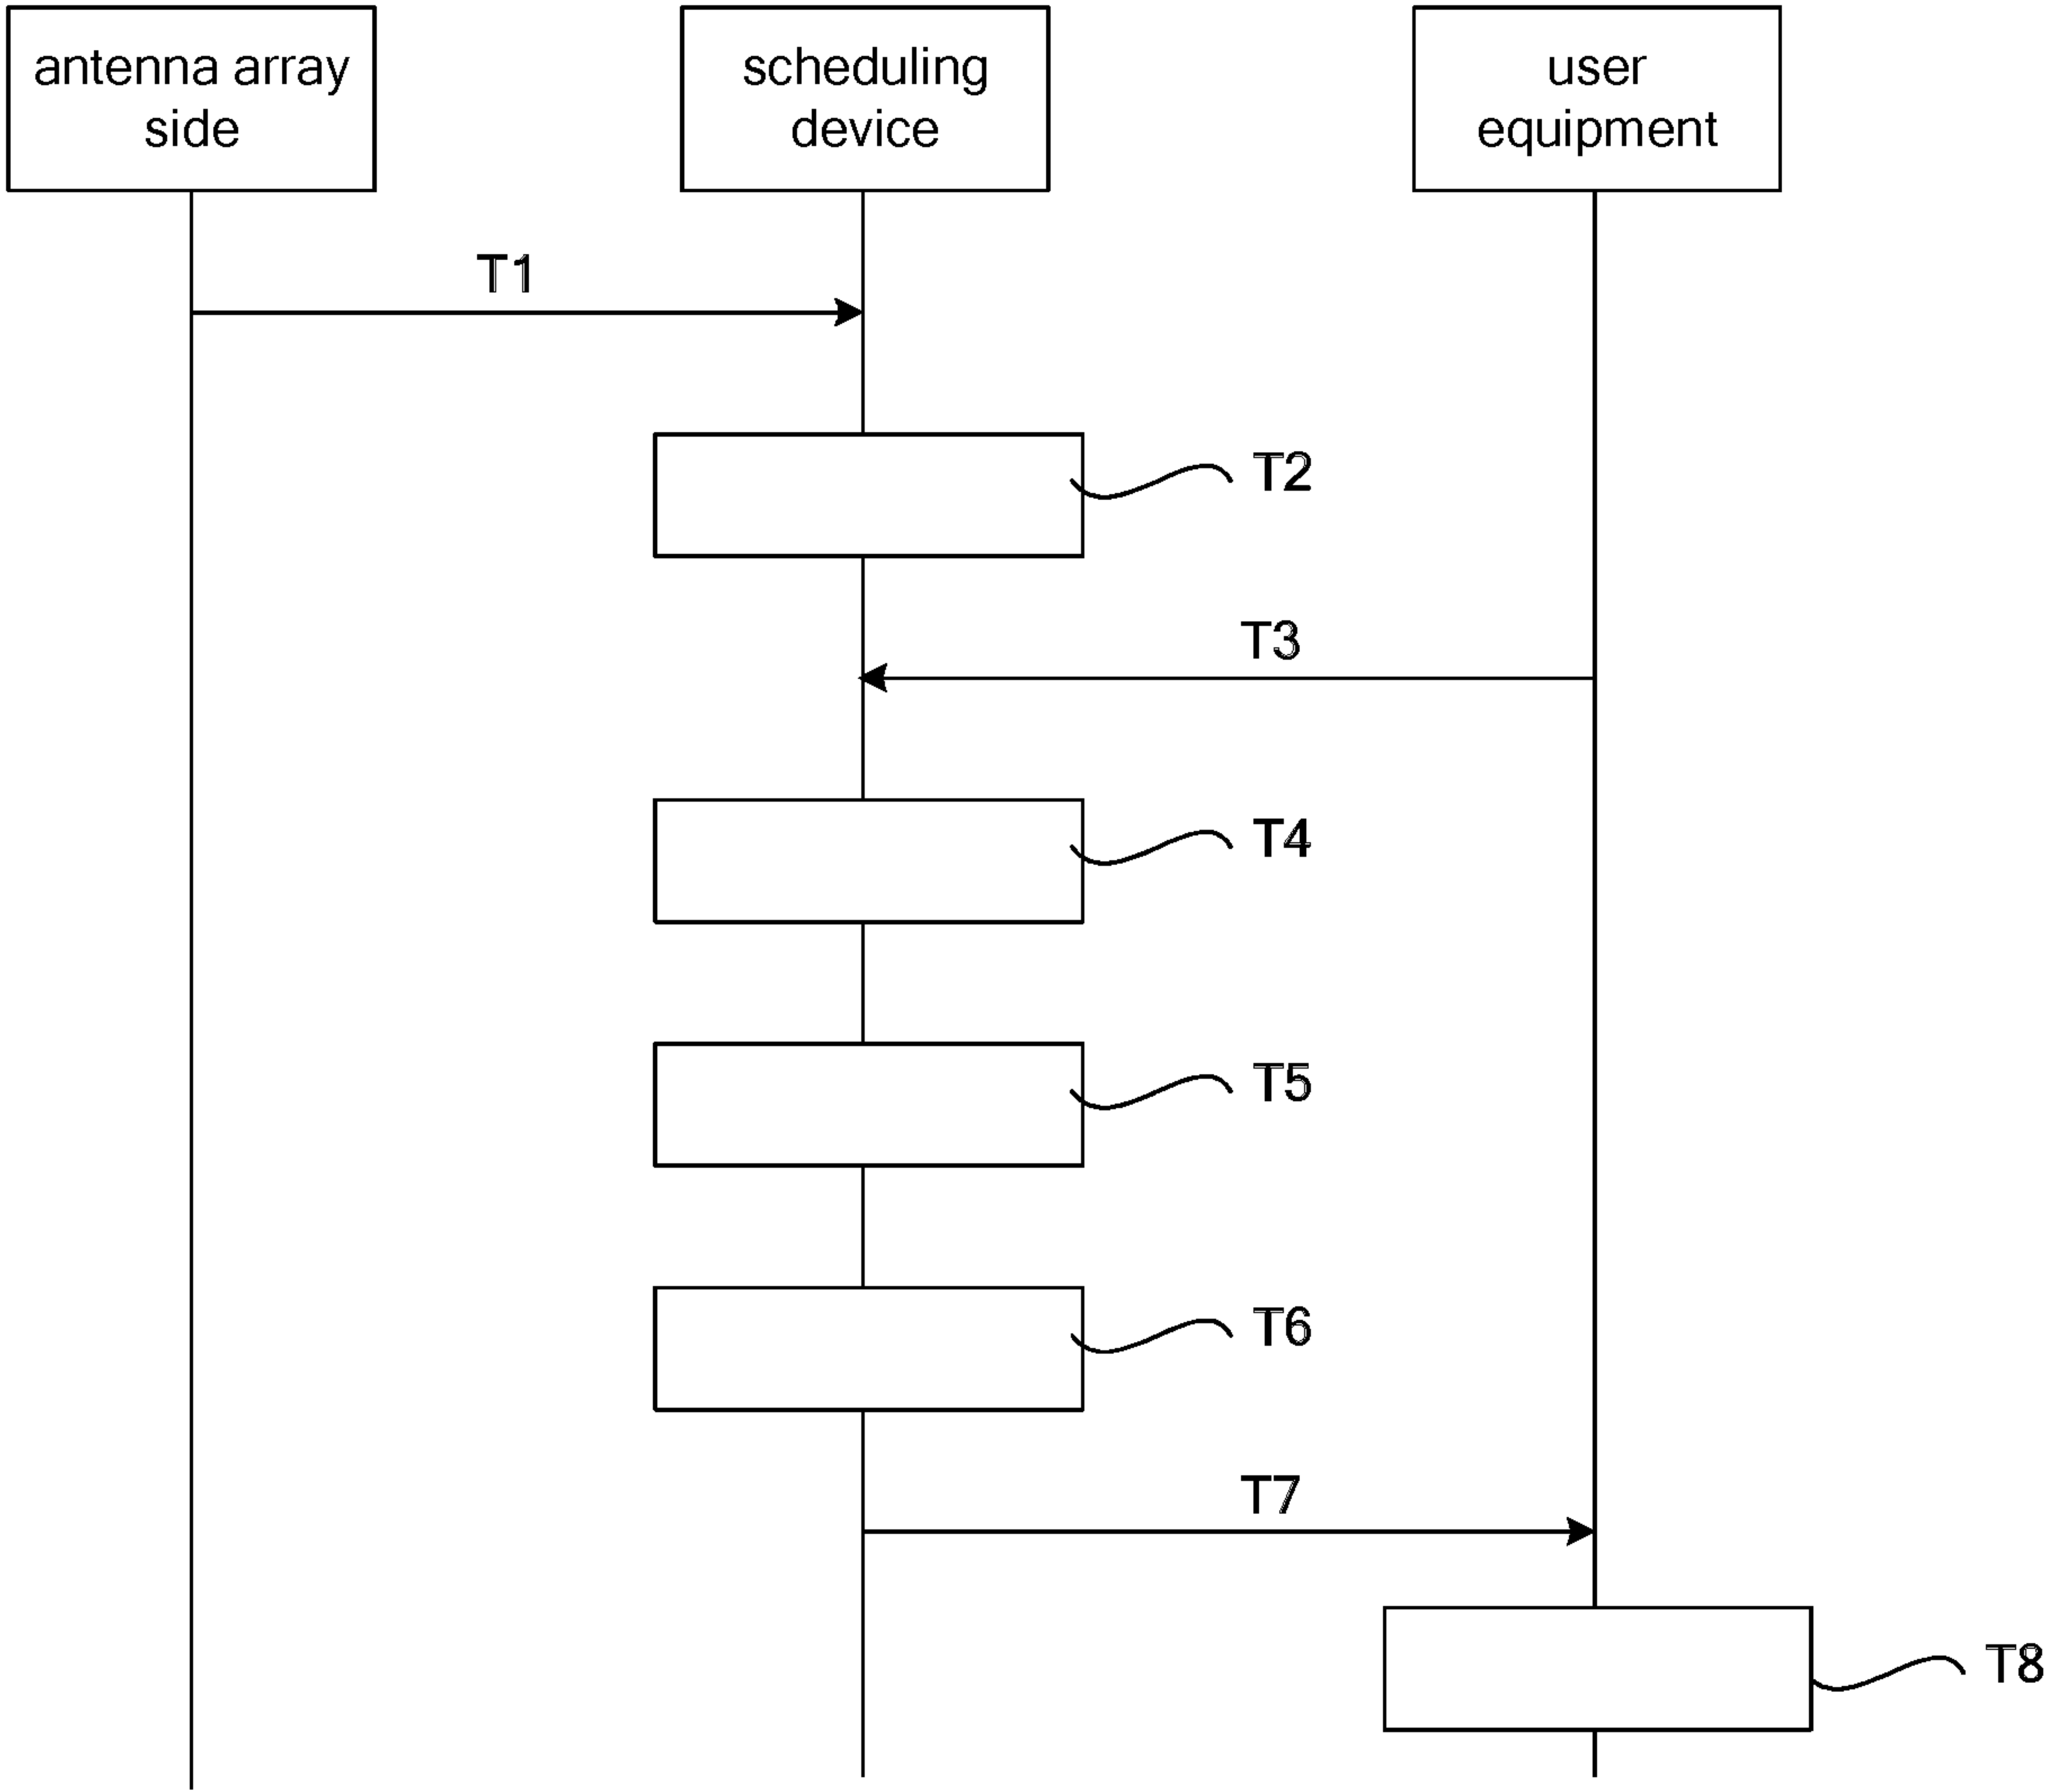 antenna array
side
scheduling
device
user
equipment
T1
T2
T3
T4
T5
T6
T7
T8